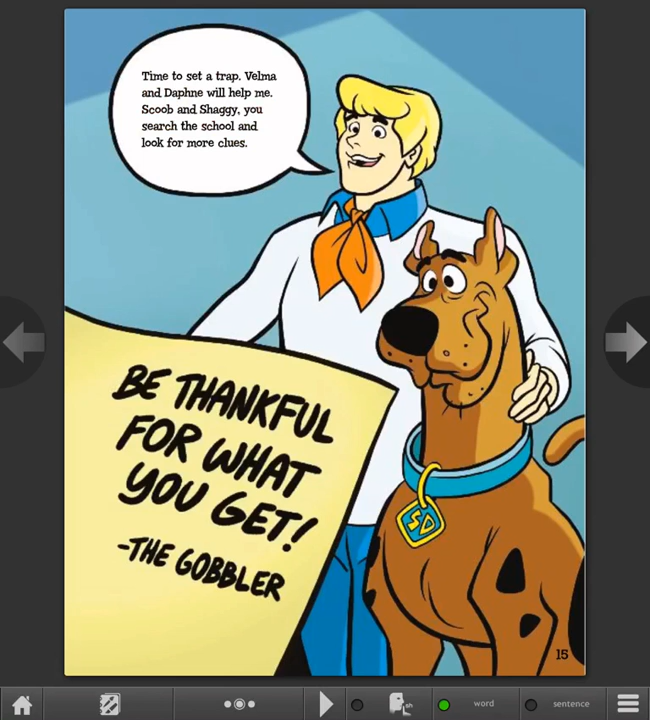 Time to set a trap. Velma
and Daphne will help me.
Scoob and Shaggy, you
search the school and
look for more clues.
BE THANKFUL
FOR WHAT
YOU GET!
-THE GOBBLER
SD
15
word
sentence